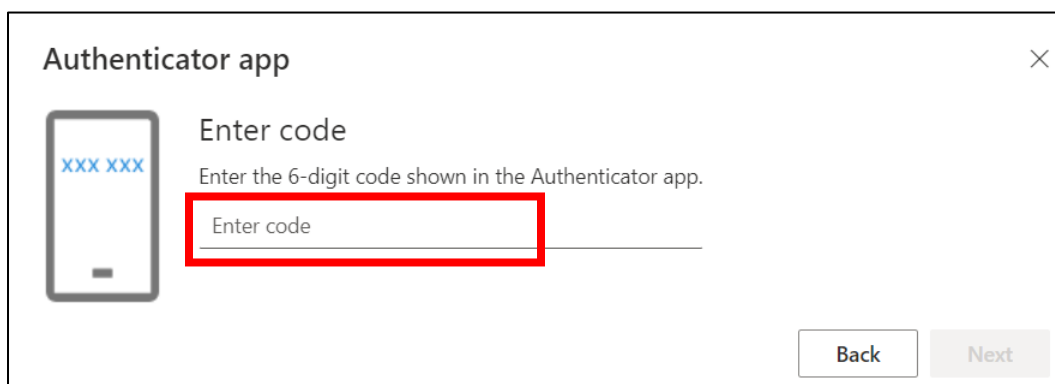 Authenticator app
xxx xxx
Enter code
Enter the 6-digit code shown in the Authenticator app.
Enter code
Back
Next